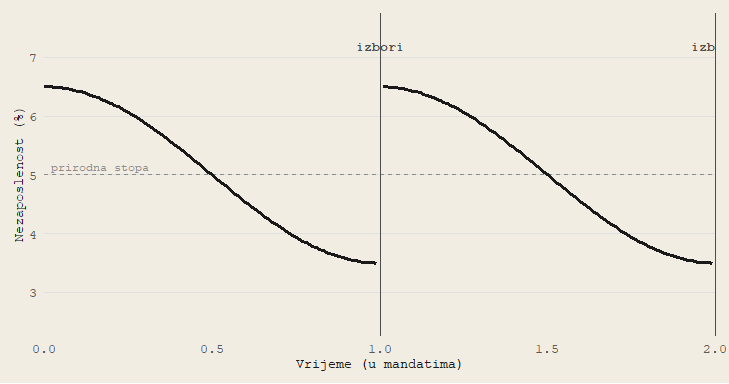 izbori
izb
7
6
prirodna stopa
5
4
3
Nezaposlenost (%)
0.0
0.5
1.0
1.5
2.0
Vrijeme (u mandatima)